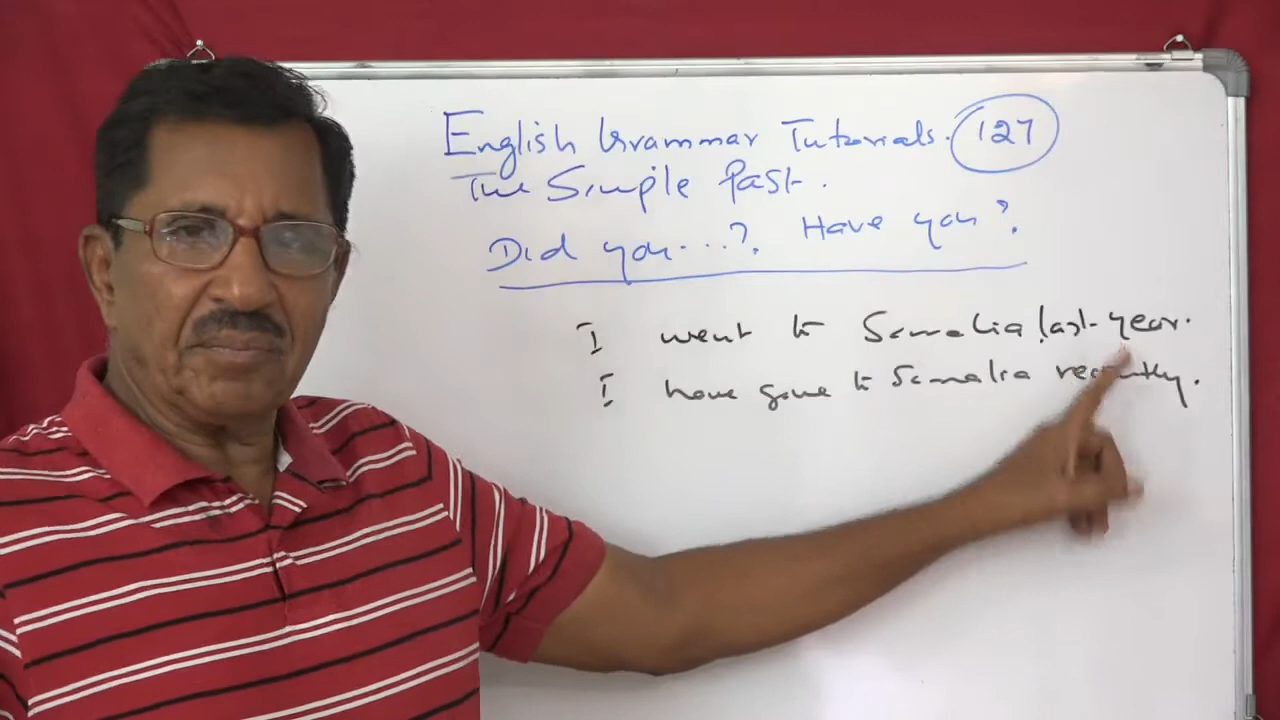 English Grammar Tutorials. 127
The Simple Past.
Did you...?. Have you?
I went to Somalia last year.
I have gone to Somalia recently.